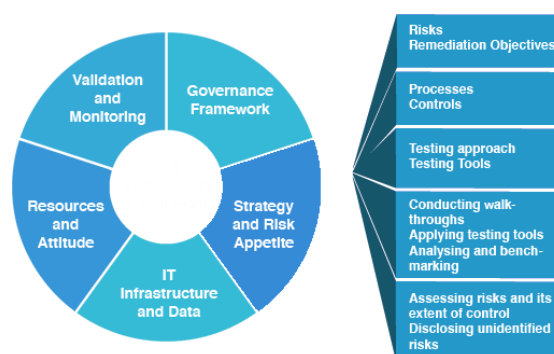 Validation
and
Monitoring
Governance
Framework
Resources
and
Attitude
Strategy
and Risk
Appetite
IT
Infrastructure
and Data
Risks
Remediation Objectives
Processes
Controls
Testing approach
Testing Tools
Conducting walk-
throughs
Applying testing tools
Analysing and bench-
marking
Assessing risks and its
extent of control
Disclosing unidentified
risks